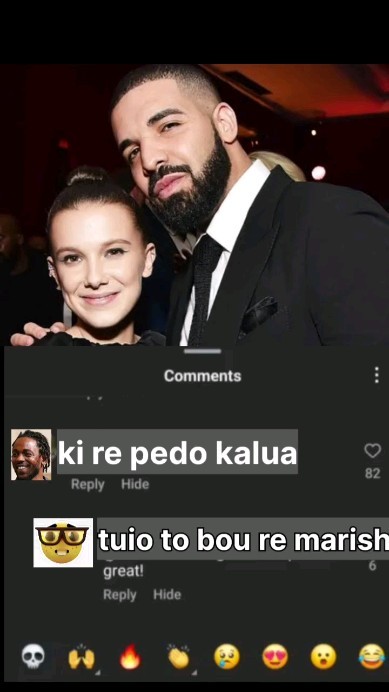 Comments
ki re pedo kalua
82
Reply Hide
tuio to bou re marish
6
great!
Reply Hide